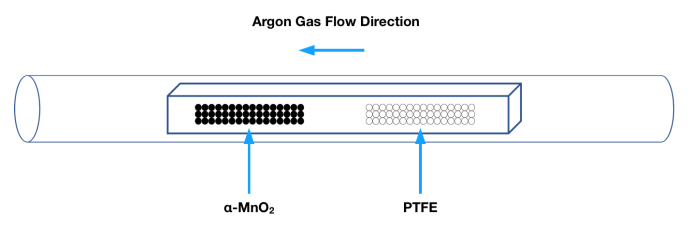 Argon Gas Flow Direction
α-MnO₂
PTFE